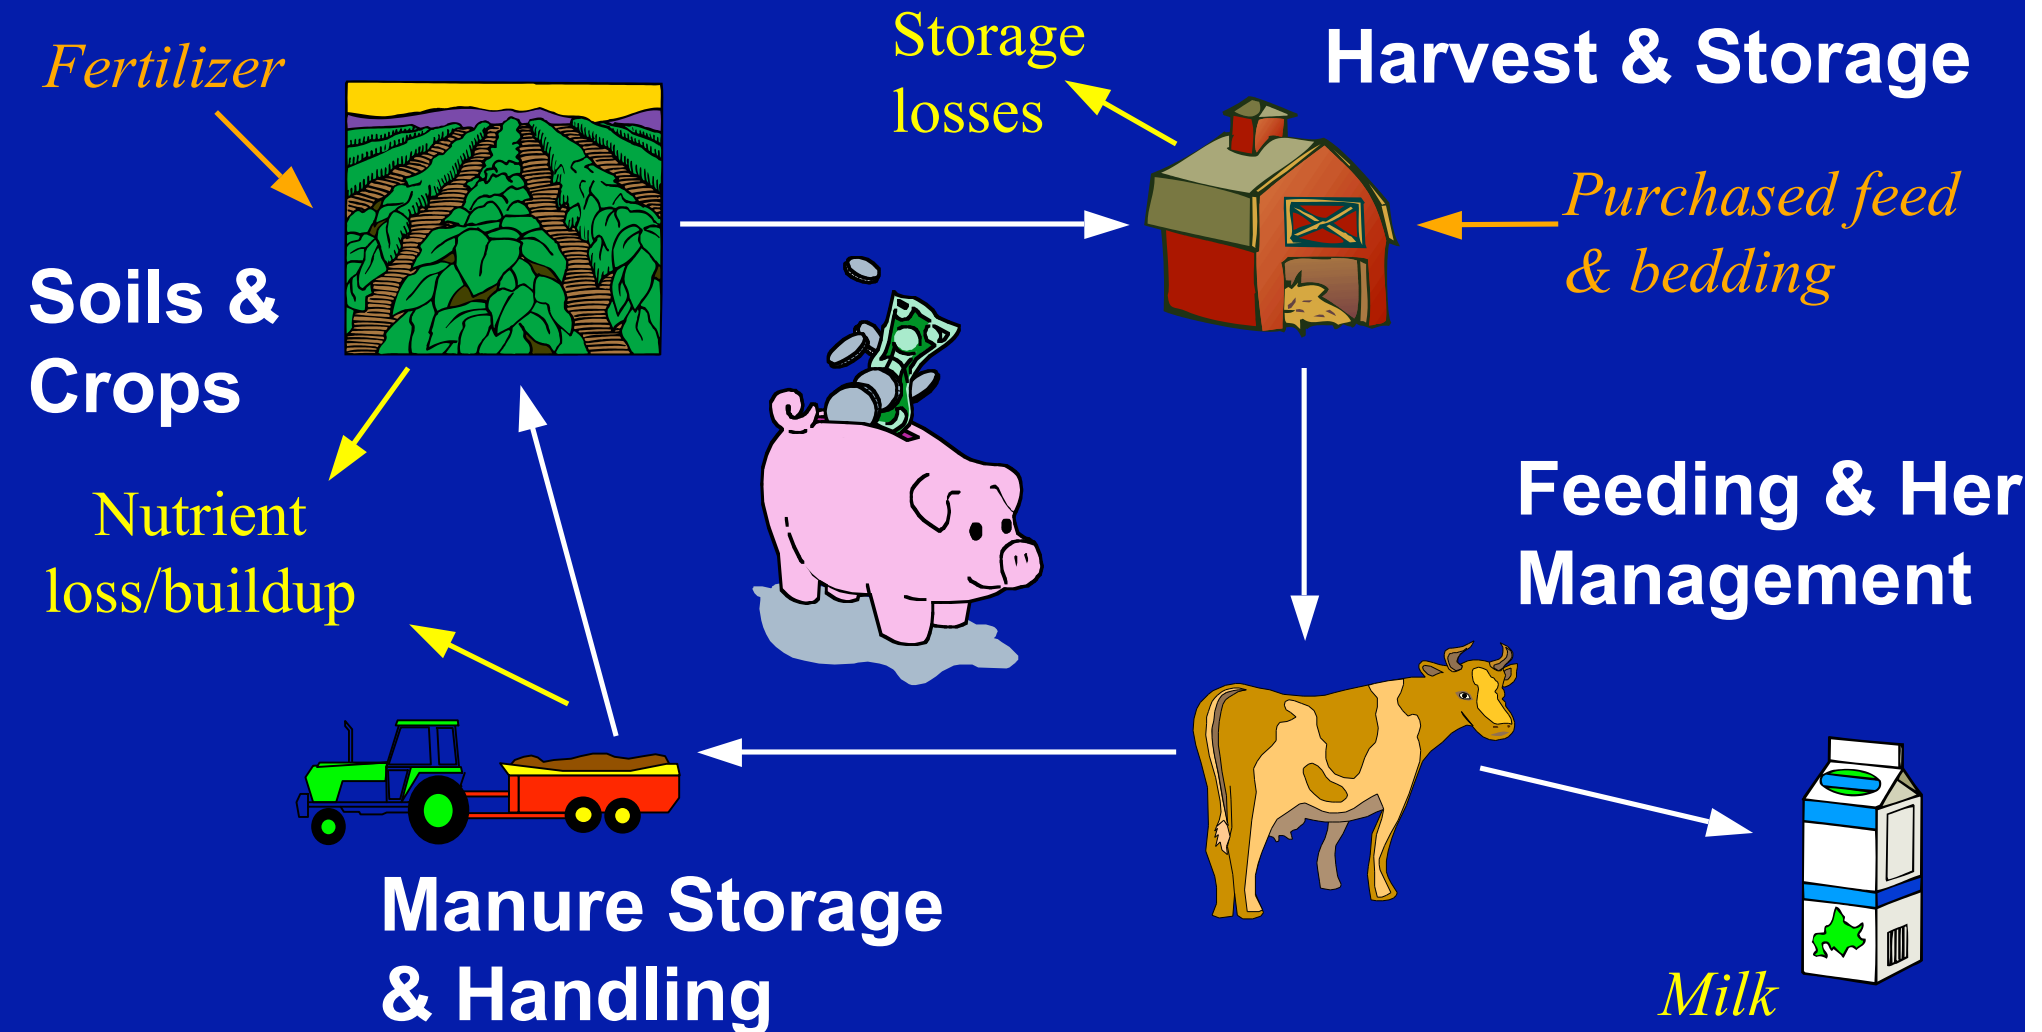 Fertilizer
Storage
losses
Harvest & Storage
Purchased feed
& bedding
Soils &
Crops
Nutrient
loss/buildup
Feeding & Her
Management
Manure Storage
& Handling
Milk